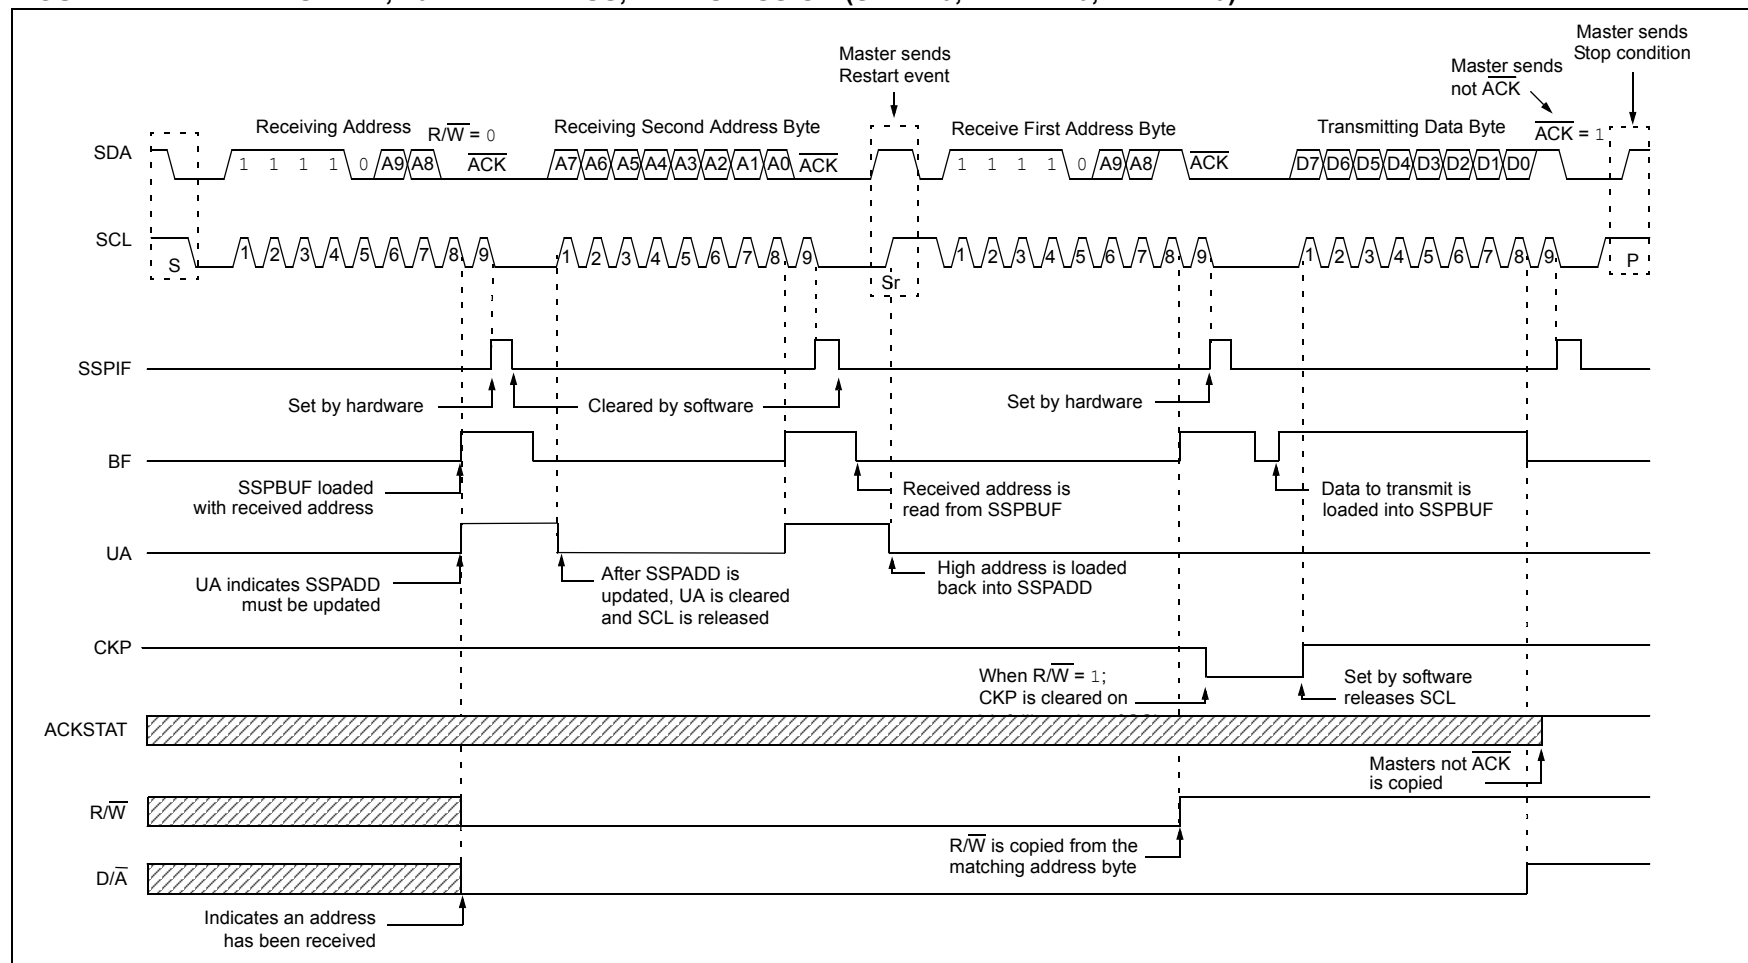 Master sends
Restart event
Master sends
not ACK
Master sends
Stop condition
Receiving Address R/W = 0
Receiving Second Address Byte
Receive First Address Byte
Transmitting Data Byte
ACK = 1
SDA
1 1 1 1 0 A9 A8 ACK
A7 A6 A5 A4 A3 A2 A1 A0 ACK
1 1 1 1 0 A9 A8 ACK
D7 D6 D5 D4 D3 D2 D1 D0
SCL
S
1 2 3 4 5 6 7 8 9
1 2 3 4 5 6 7 8 9
Sr
1 2 3 4 5 6 7 8 9
1 2 3 4 5 6 7 8 9
P
SSPIF
Set by hardware
Cleared by software
Set by hardware
BF
SSPBUF loaded
with received address
Received address is
read from SSPBUF
Data to transmit is
loaded into SSPBUF
UA
UA indicates SSPADD
must be updated
After SSPADD is
updated, UA is cleared
and SCL is released
High address is loaded
back into SSPADD
CKP
When R/W = 1;
CKP is cleared on
Set by software
releases SCL
ACKSTAT
Masters not ACK
is copied
R/W
R/W is copied from the
matching address byte
D/A
Indicates an address
has been received